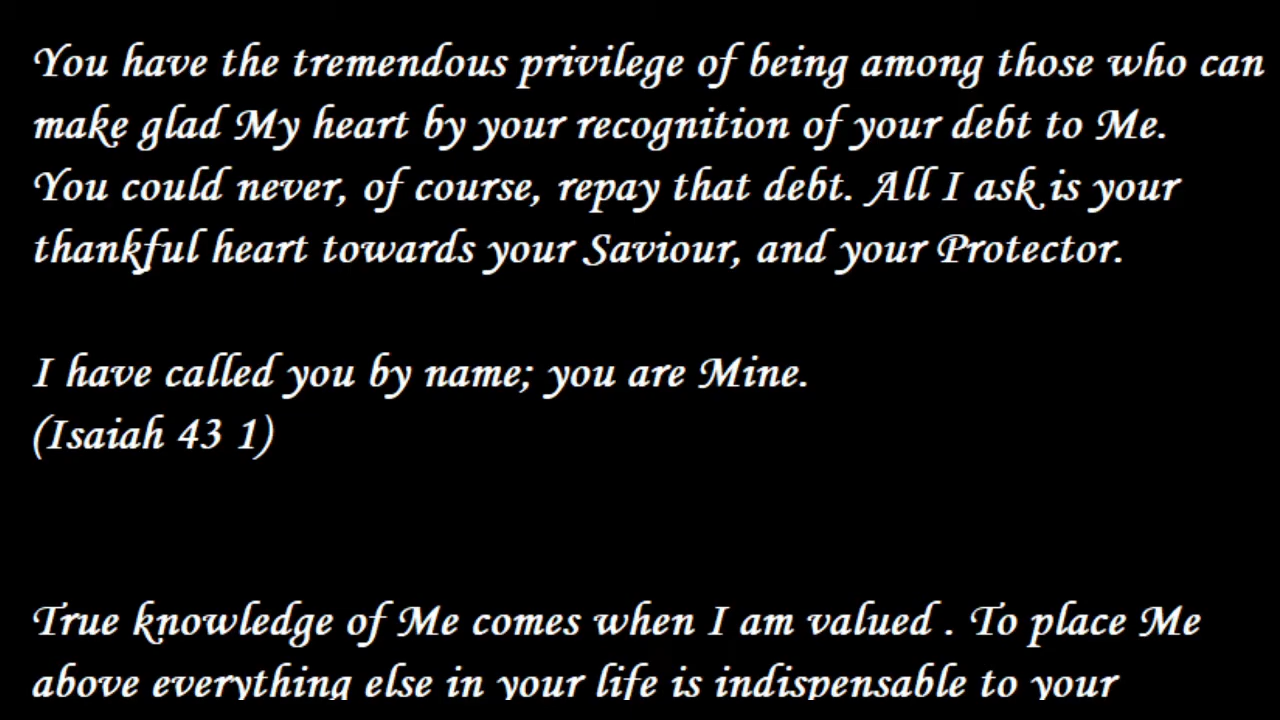 You have the tremendous privilege of being among those who can
make glad My heart by your recognition of your debt to Me.
You could never, of course, repay that debt. All I ask is your
thankful heart towards your Saviour, and your Protector.
I have called you by name; you are Mine.
(Isaiah 43 1)
True knowledge of Me comes when I am valued . To place Me
above everything else in your life is indispensable to your